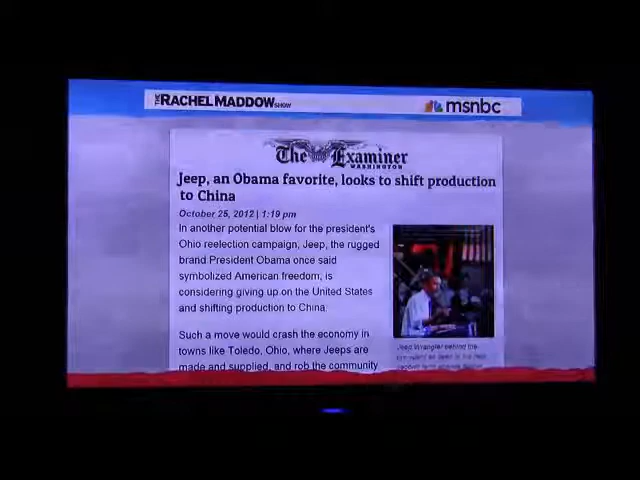 THE RACHEL MADDOW SHOW
msnbc
The Examiner
WASHINGTON
Jeep, an Obama favorite, looks to shift production
to China
October 25, 2012 | 1:19 pm
In another potential blow for the president's
Ohio reelection campaign, Jeep, the rugged
brand President Obama once said
symbolized American freedom, is
considering giving up on the United States
and shifting production to China.
Such a move would crash the economy in
towns like Toledo, Ohio, where Jeeps are
made and supplied, and rob the community
Jeep Wrangler behind the